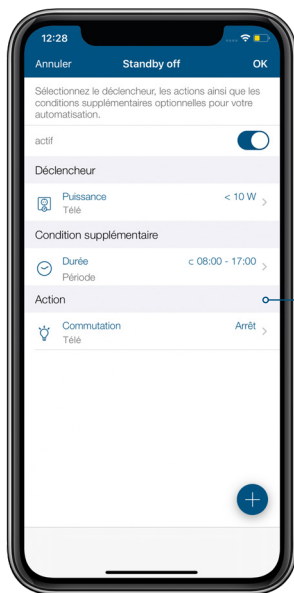 12:28
Annuler Standby off OK
Sélectionnez le déclencheur, les actions ainsi que les
conditions supplémentaires optionnelles pour votre
automatisation.
actif
Déclencheur
Puissance < 10 W
Télé
Condition supplémentaire
Durée c 08:00 - 17:00
Période
Action
Commutation Arrêt
Télé